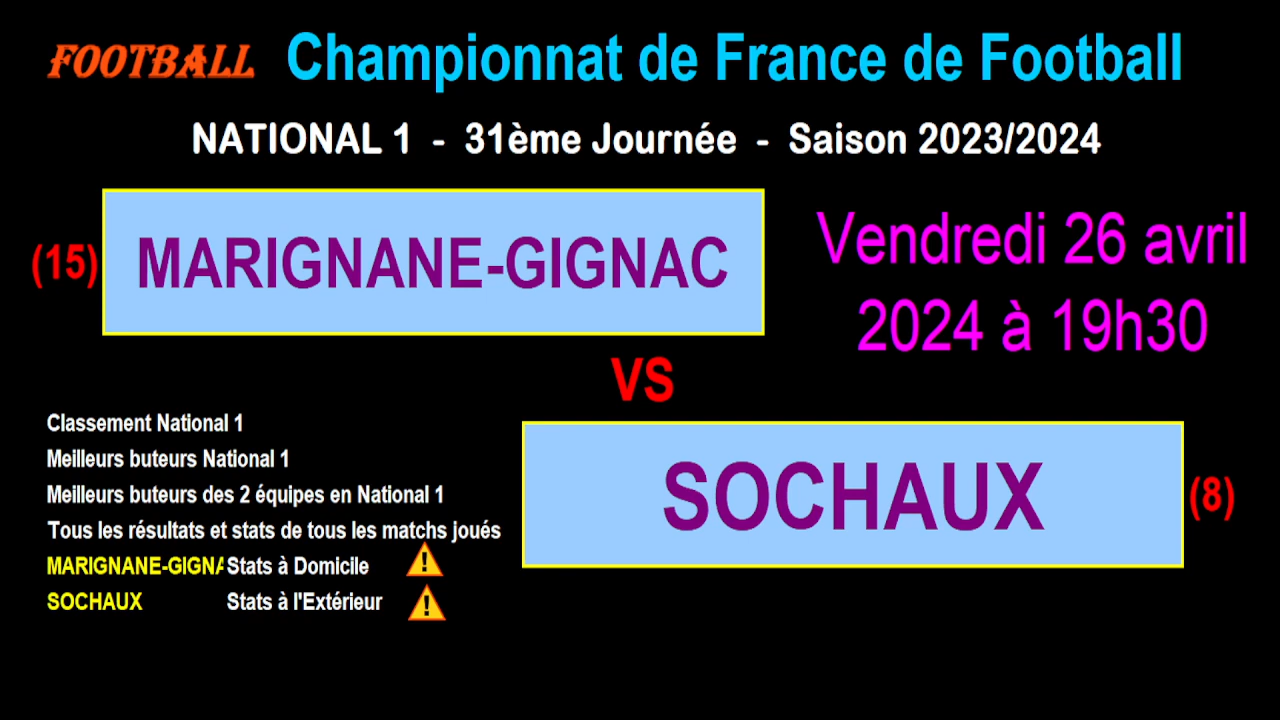 FOOTBALL Championnat de France de Football
NATIONAL 1 - 31ème Journée - Saison 2023/2024
(15) MARIGNANE-GIGNAC
Vendredi 26 avril
2024 à 19h30
VS
SOCHAUX (8)
Classement National 1
Meilleurs buteurs National 1
Meilleurs buteurs des 2 équipes en National 1
Tous les résultats et stats de tous les matchs joués
MARIGNANE-GIGNA Stats à Domicile
SOCHAUX Stats à l'Extérieur